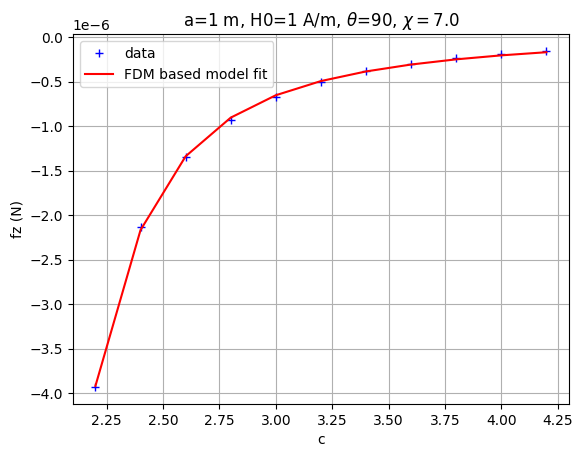 a=1 m, H0=1 A/m, θ=90, χ = 7.0
1e−6
0.0
−0.5
−1.0
−1.5
−2.0
−2.5
−3.0
−3.5
−4.0
fz (N)
data
FDM based model fit
2.25 2.50 2.75 3.00 3.25 3.50 3.75 4.00 4.25
c